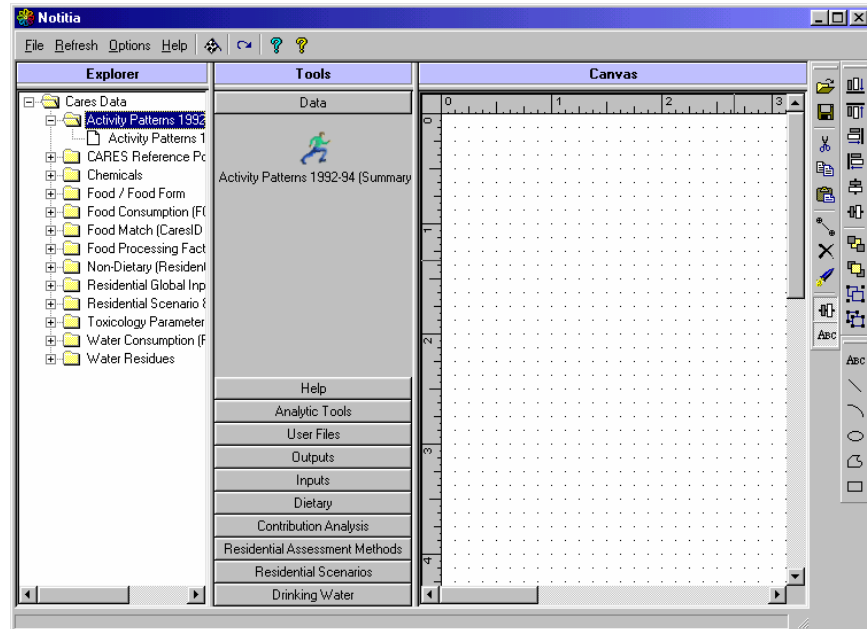 Notitia
File Refresh Options Help
Explorer
Cares Data
Activity Patterns 1992
Activity Patterns 1
CARES Reference Po
Chemicals
Food / Food Form
Food Consumption (F
Food Match (CaresID
Food Processing Fact
Non-Dietary (Resident
Residential Global Inp
Residential Scenario &
Toxicology Parameter
Water Consumption (F
Water Residues
Tools
Data
Activity Patterns 1992-94 (Summary
Help
Analytic Tools
User Files
Outputs
Inputs
Dietary
Contribution Analysis
Residential Assessment Methods
Residential Scenarios
Drinking Water
Canvas
0 1 2 3
0
1
2
3
4
ABC
ABC